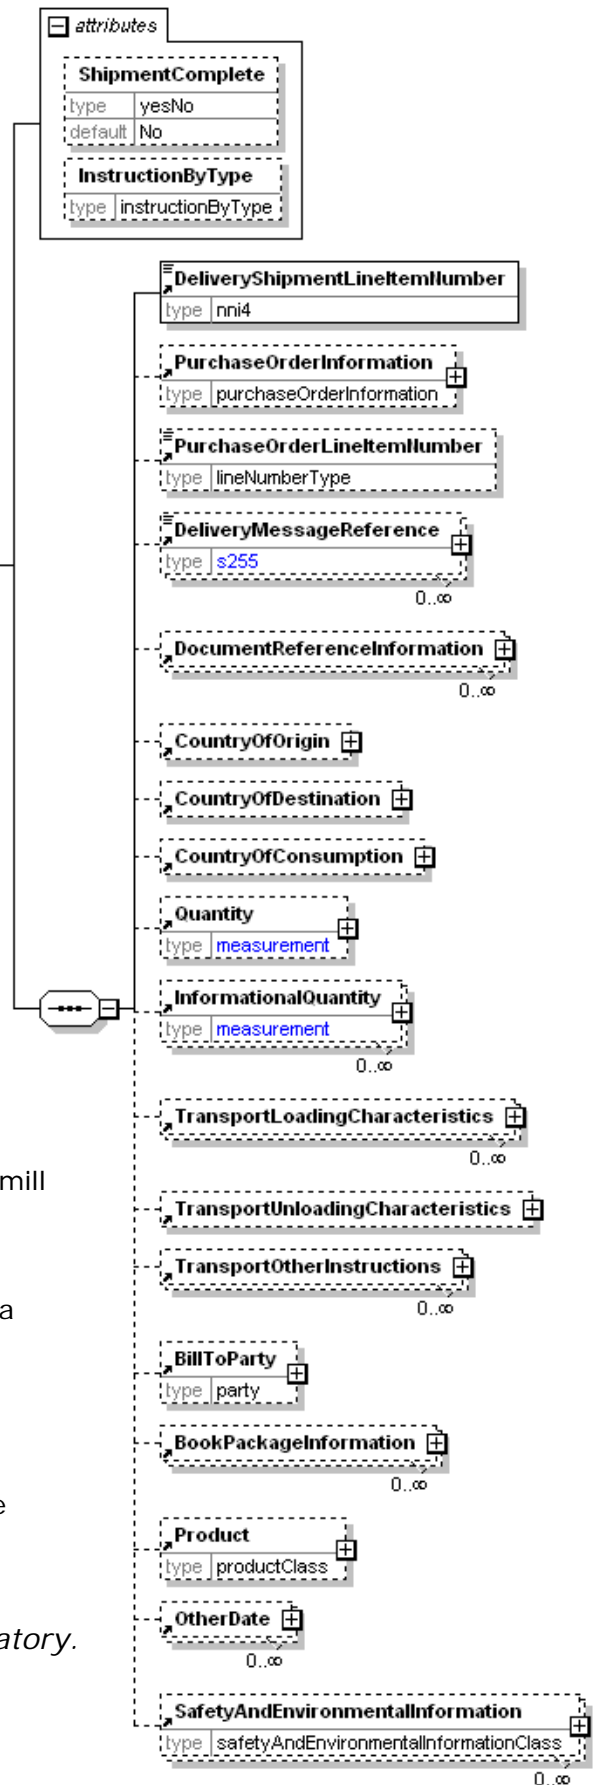 attributes
ShipmentComplete
type yesNo
default No
InstructionByType
type instructionByType
DeliveryShipmentLineItemNumber
type nni4
PurchaseOrderInformation
type purchaseOrderInformation
PurchaseOrderLineItemNumber
type lineNumberType
DeliveryMessageReference
type s255
0..∞
DocumentReferenceInformation
0..∞
CountryOfOrigin
CountryOfDestination
CountryOfConsumption
Quantity
type measurement
InformationalQuantity
type measurement
0..∞
TransportLoadingCharacteristics
0..∞
mill
TransportUnloadingCharacteristics
TransportOtherInstructions
a
0..∞
BillToParty
type party
BookPackageInformation
0..∞
e
Product
type productClass
OtherDate
atory.
0..∞
SafetyAndEnvironmentalInformation
type safetyAndEnvironmentalInformationClass
0..∞